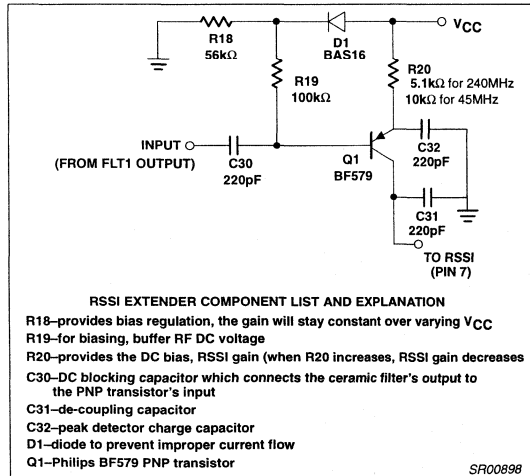 R18
56kΩ
D1
BAS16
VCC
R19
100kΩ
R20
5.1kΩ for 240MHz
10kΩ for 45MHz
INPUT
(FROM FLT1 OUTPUT)
C30
220pF
Q1
BF579
C32
220pF
C31
220pF
TO RSSI
(PIN 7)
RSSI EXTENDER COMPONENT LIST AND EXPLANATION
R18–provides bias regulation, the gain will stay constant over varying VCC
R19–for biasing, buffer RF DC voltage
R20–provides the DC bias, RSSI gain (when R20 increases, RSSI gain decreases
C30–DC blocking capacitor which connects the ceramic filter's output to
the PNP transistor's input
C31–de-coupling capacitor
C32–peak detector charge capacitor
D1–diode to prevent improper current flow
Q1–Philips BF579 PNP transistor
SR00898